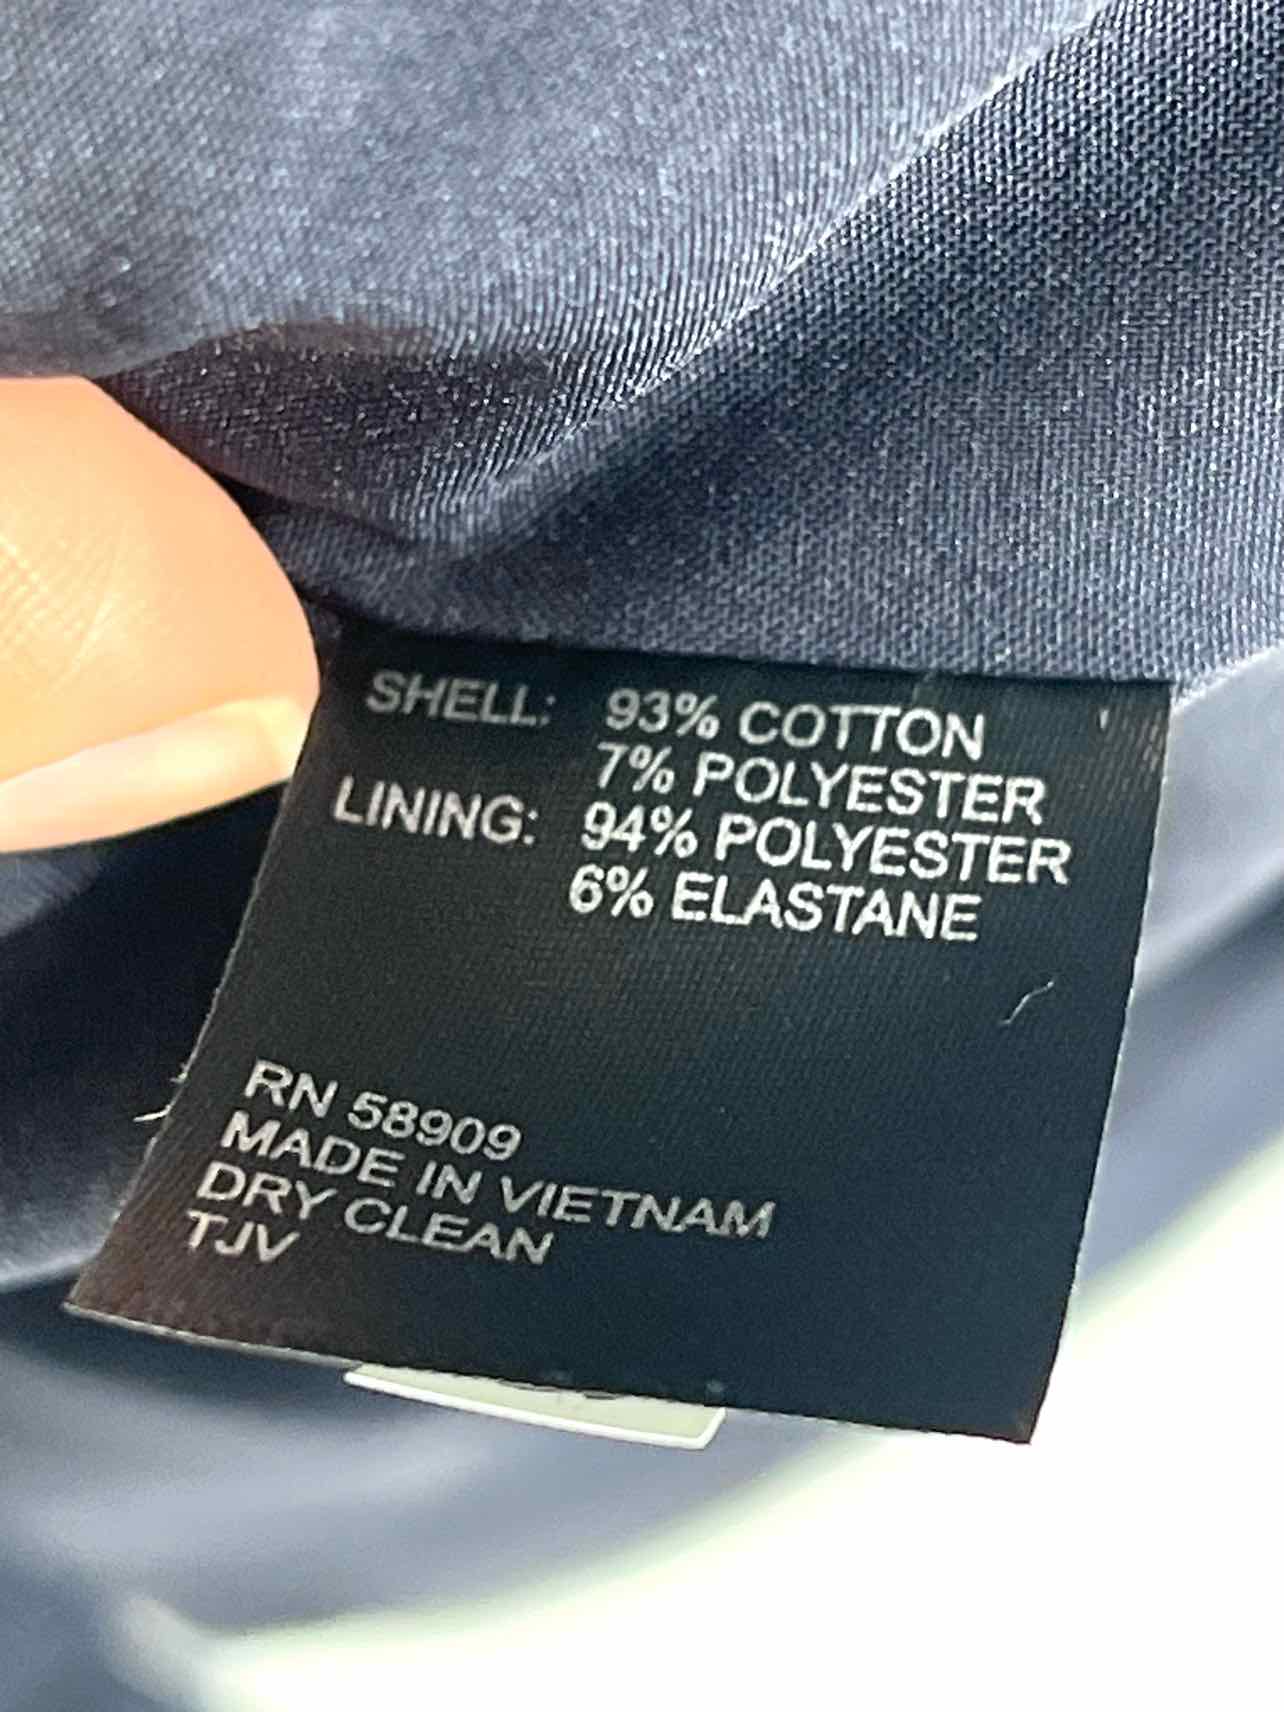 SHELL: 93% COTTON
7% POLYESTER
LINING: 94% POLYESTER
6% ELASTANE
RN 58909
MADE IN VIETNAM
DRY CLEAN
TJV